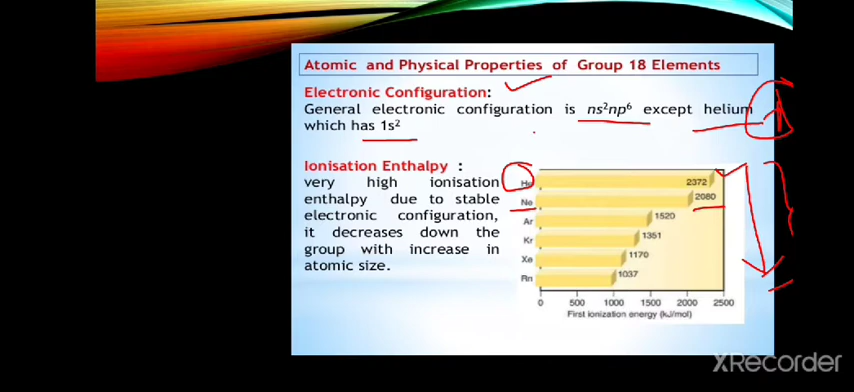 Atomic and Physical Properties of Group 18 Elements
Electronic Configuration:
General electronic configuration is ns²np⁶ except helium
which has 1s²
Ionisation Enthalpy :
very high ionisation
enthalpy due to stable
electronic configuration,
it decreases down the
group with increase in
atomic size.
He 2372
Ne 2080
Ar 1520
Kr 1351
Xe 1170
Rn 1037
0 500 1000 1500 2000 2500
First ionization energy (kJ/mol)
XRecorder